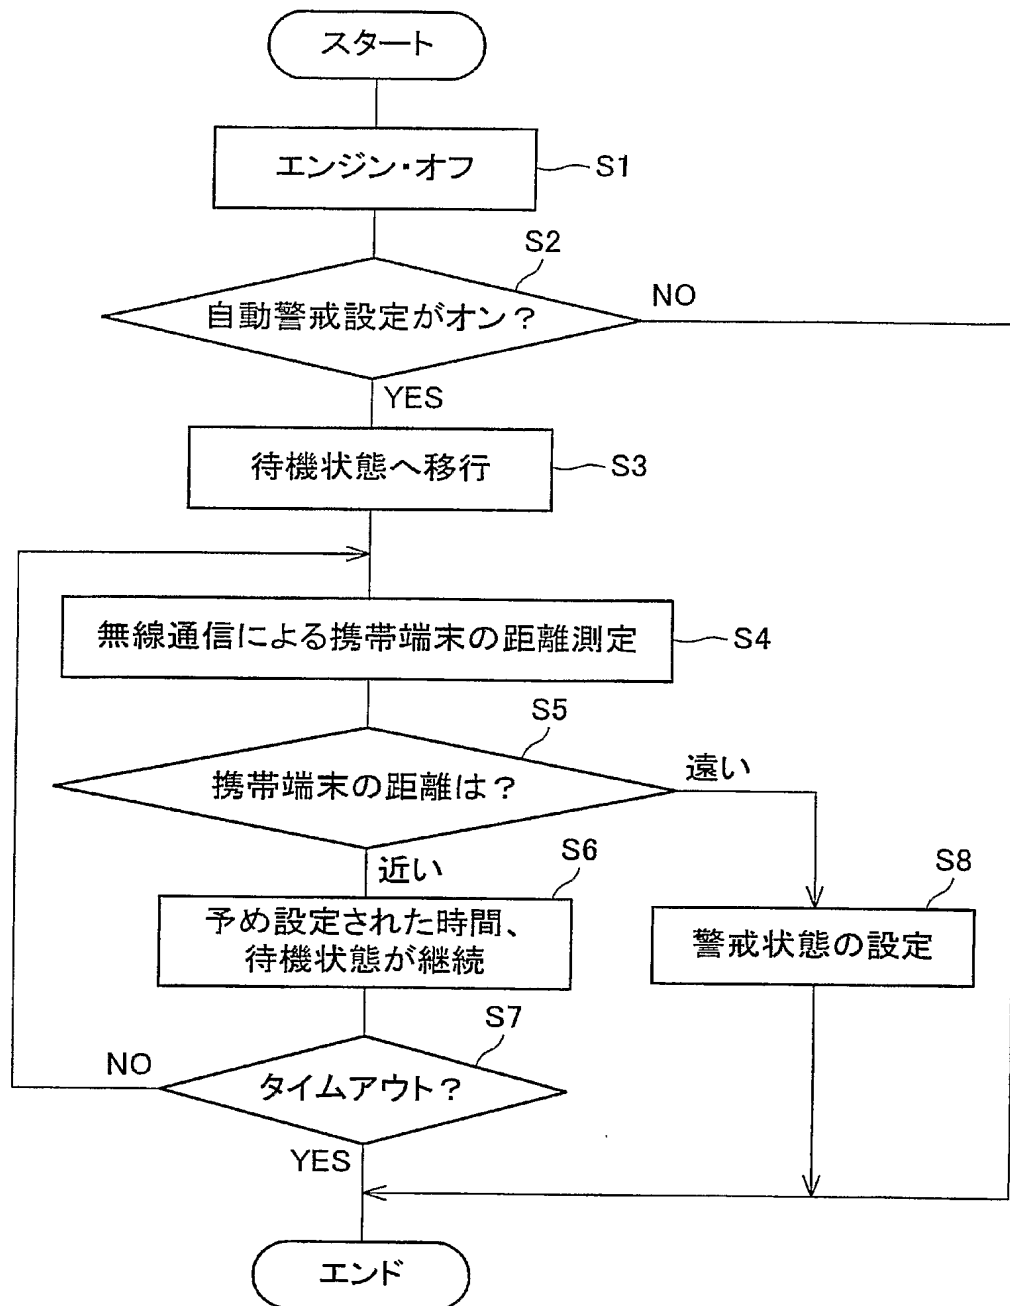 スタート
エンジン・オフ
S1
S2
自動警戒設定がオン？
NO
YES
待機状態へ移行
S3
無線通信による携帯端末の距離測定
S4
S5
携帯端末の距離は？
遠い
近い
S6
予め設定された時間、
待機状態が継続
S8
警戒状態の設定
S7
タイムアウト？
NO
YES
エンド